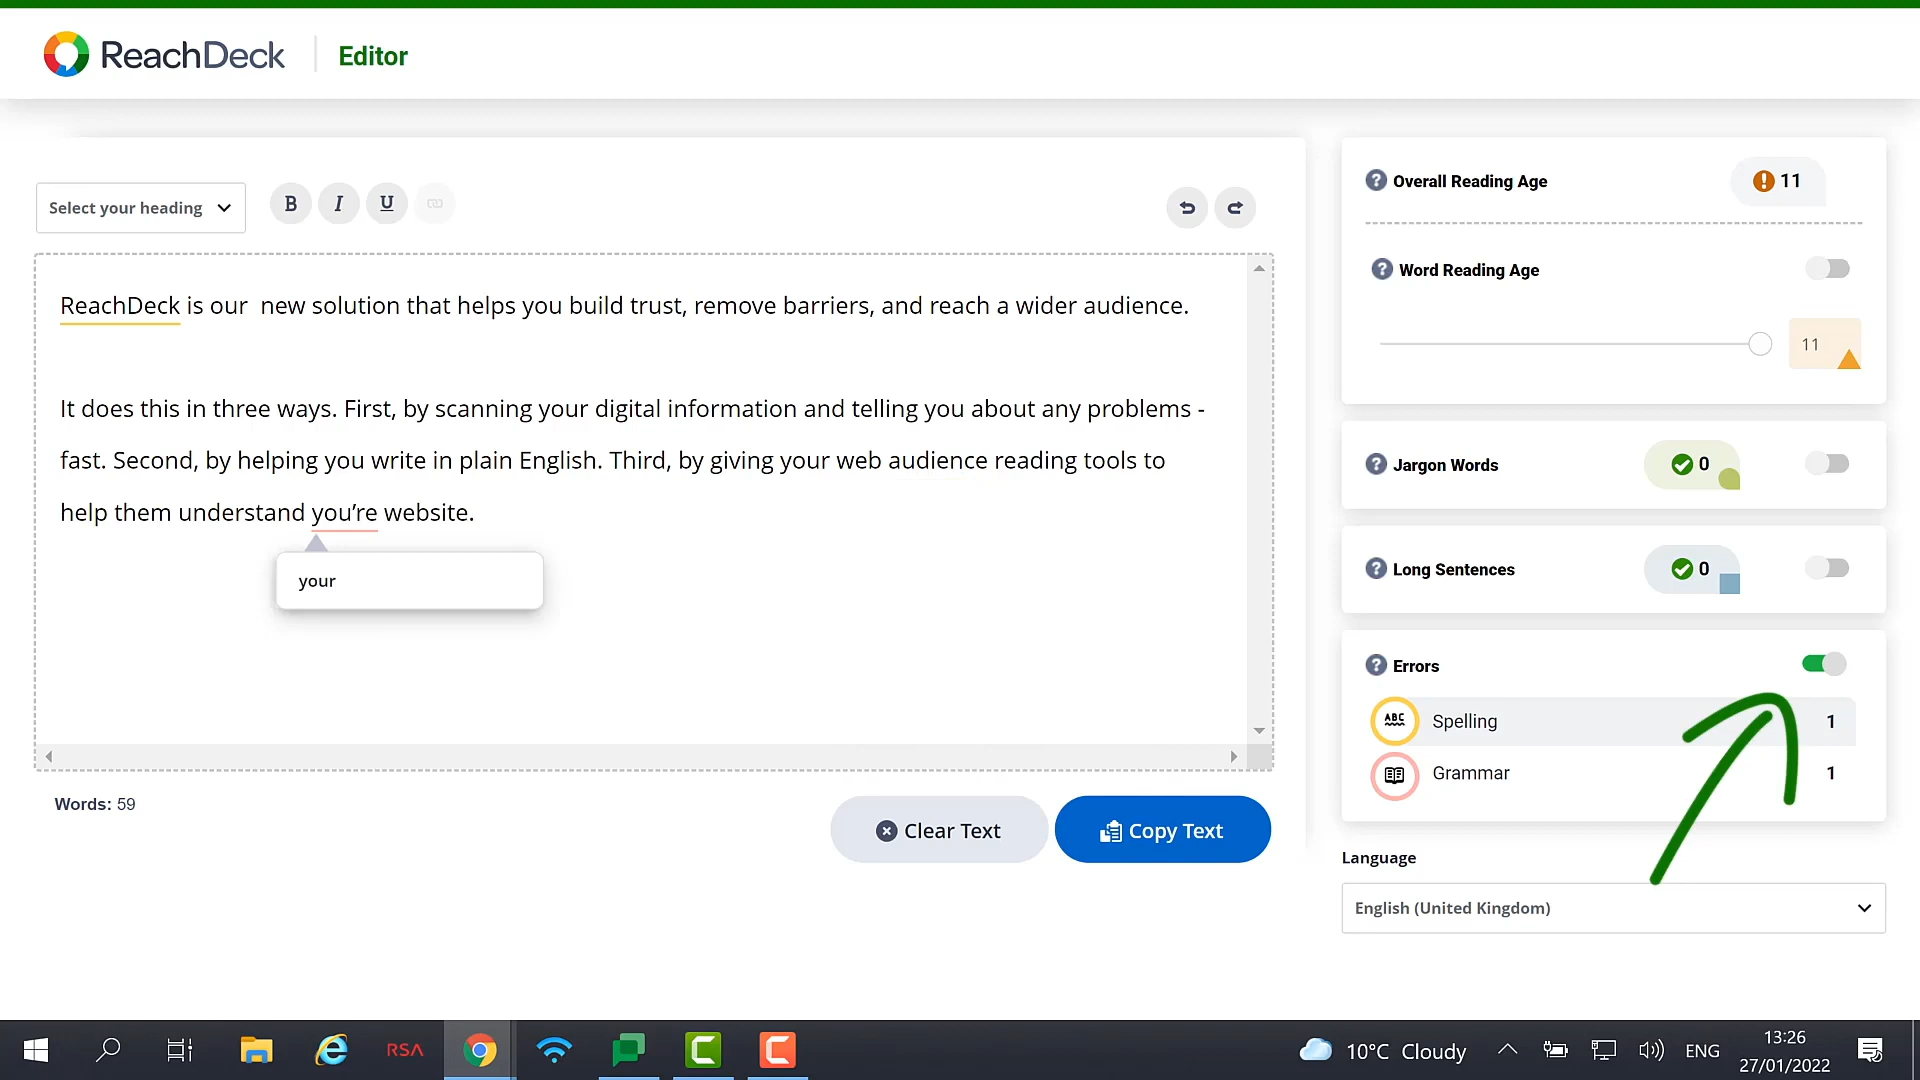 ReachDeck Editor
Select your heading B I U
ReachDeck is our  new solution that helps you build trust, remove barriers, and reach a wider audience.
It does this in three ways. First, by scanning your digital information and telling you about any problems -
fast. Second, by helping you write in plain English. Third, by giving your web audience reading tools to
help them understand you’re website.
your
Words: 59
Clear Text Copy Text
Overall Reading Age 11
Word Reading Age
11
Jargon Words 0
Long Sentences 0
Errors
ABC Spelling 1
Grammar 1
Language
English (United Kingdom)
RSA 10°C Cloudy ENG 13:26
27/01/2022